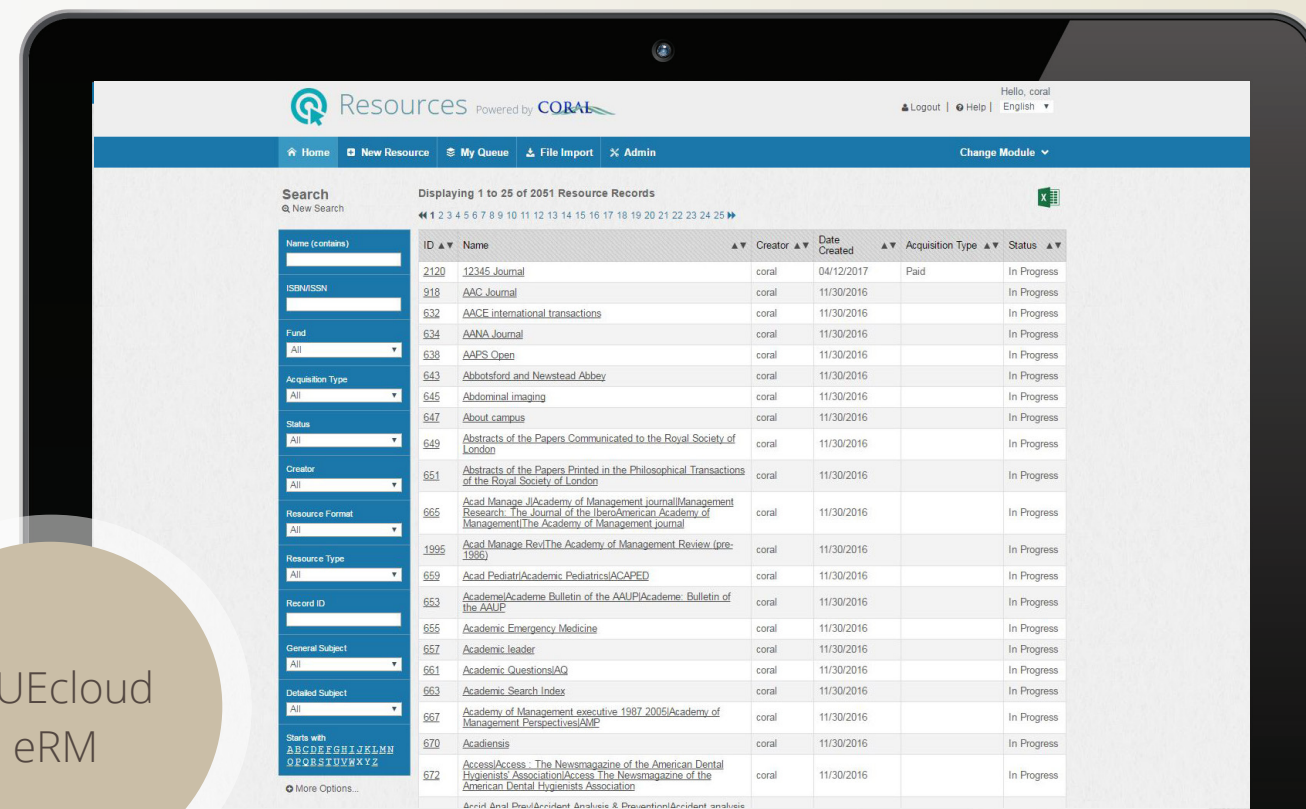 Resources Powered by CORAL
Hello, coral
Logout | Help | English
Home New Resource My Queue File Import Admin Change Module
Search
New Search
Displaying 1 to 25 of 2051 Resource Records
1 2 3 4 5 6 7 8 9 10 11 12 13 14 15 16 17 18 19 20 21 22 23 24 25
Name (contains)
ISBN/ISSN
Fund
All
Acquisition Type
All
Status
All
Creator
All
Resource Format
All
Resource Type
All
Record ID
General Subject
All
Detailed Subject
All
Starts with
A B C D E F G H I J K L M N
O P Q R S T U V W X Y Z
More Options...
ID Name Creator Date Created Acquisition Type Status
2120 12345 Journal coral 04/12/2017 Paid In Progress
918 AAC Journal coral 11/30/2016 In Progress
632 AACE international transactions coral 11/30/2016 In Progress
634 AANA Journal coral 11/30/2016 In Progress
638 AAPS Open coral 11/30/2016 In Progress
643 Abbotsford and Newstead Abbey coral 11/30/2016 In Progress
645 Abdominal imaging coral 11/30/2016 In Progress
647 About campus coral 11/30/2016 In Progress
649 Abstracts of the Papers Communicated to the Royal Society of
London coral 11/30/2016 In Progress
651 Abstracts of the Papers Printed in the Philosophical Transactions
of the Royal Society of London coral 11/30/2016 In Progress
665 Acad Manage J|Academy of Management journal|Management
Research: The Journal of the IberoAmerican Academy of
Management|The Academy of Management journal coral 11/30/2016 In Progress
1995 Acad Manage Rev|The Academy of Management Review (pre-
1986) coral 11/30/2016 In Progress
659 Acad Pediatr|Academic Pediatrics|ACAPED coral 11/30/2016 In Progress
653 Academe|Academe Bulletin of the AAUP|Academe: Bulletin of
the AAUP coral 11/30/2016 In Progress
655 Academic Emergency Medicine coral 11/30/2016 In Progress
657 Academic leader coral 11/30/2016 In Progress
661 Academic Questions|AQ coral 11/30/2016 In Progress
663 Academic Search Index coral 11/30/2016 In Progress
667 Academy of Management executive 1987 2005|Academy of
Management Perspectives|AMP coral 11/30/2016 In Progress
670 Acadiensis coral 11/30/2016 In Progress
672 Access|Access : The Newsmagazine of the American Dental
Hygienists' Association|Access The Newsmagazine of the
American Dental Hygienists Association coral 11/30/2016 In Progress
Accid Anal Prev|Accident Analysis & Prevention|Accident analysis
UEcloud
eRM